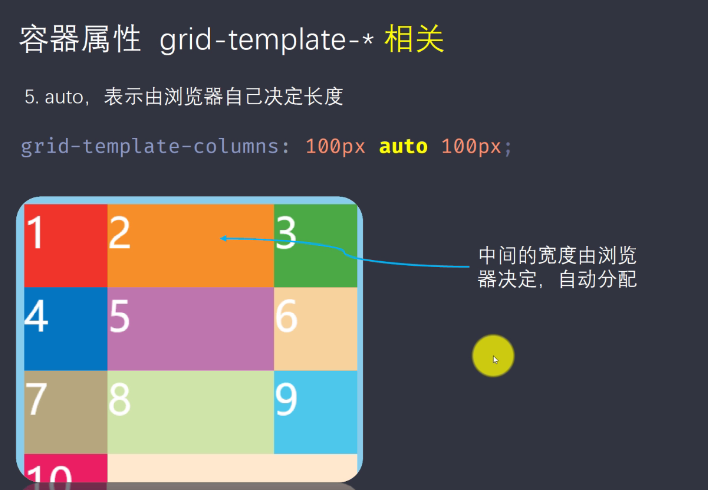 容器属性 grid-template-* 相关
5. auto，表示由浏览器自己决定长度
grid-template-columns: 100px auto 100px;
1 2 3
中间的宽度由浏览
器决定，自动分配
4 5 6
7 8 9
10